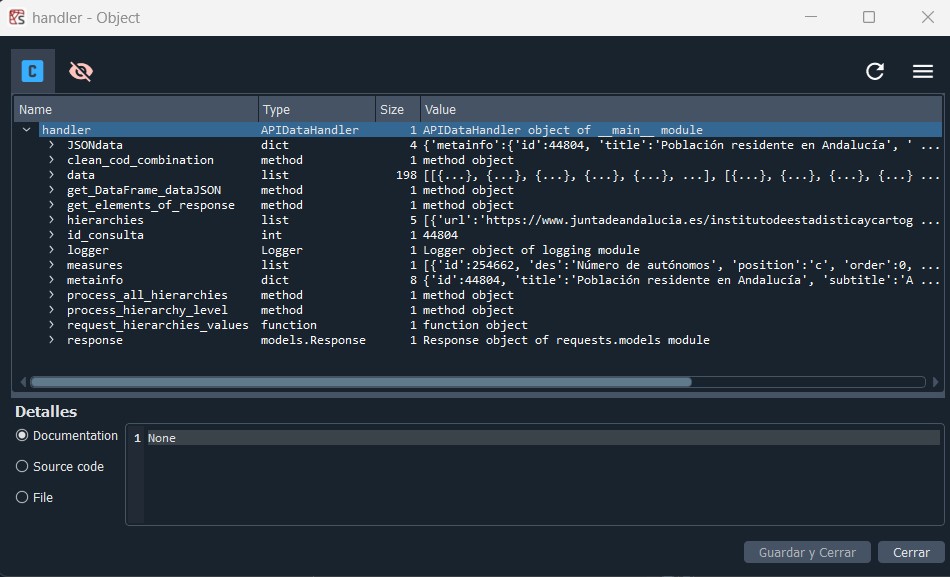 handler - Object
C
Name Type Size Value
handler APIDataHandler 1 APIDataHandler object of __main__ module
JSONdata dict 4 {'metainfo':{'id':44804, 'title':'Población residente en Andalucía', ' ...
clean_cod_combination method 1 method object
data list 198 [[{...}, {...}, {...}, {...}, {...}, ...], [{...}, {...}, {...}, {...} ...
get_DataFrame_dataJSON method 1 method object
get_elements_of_response method 1 method object
hierarchies list 5 [{'url':'https://www.juntadeandalucia.es/institutodeestadisticaycartog ...
id_consulta int 1 44804
logger Logger 1 Logger object of logging module
measures list 1 [{'id':254662, 'des':'Número de autónomos', 'position':'c', 'order':0, ...
metainfo dict 8 {'id':44804, 'title':'Población residente en Andalucía', 'subtitle':'A ...
process_all_hierarchies method 1 method object
process_hierarchy_level method 1 method object
request_hierarchies_values function 1 function object
response models.Response 1 Response object of requests.models module
Detalles
Documentation
Source code
File
1 None
Guardar y Cerrar Cerrar